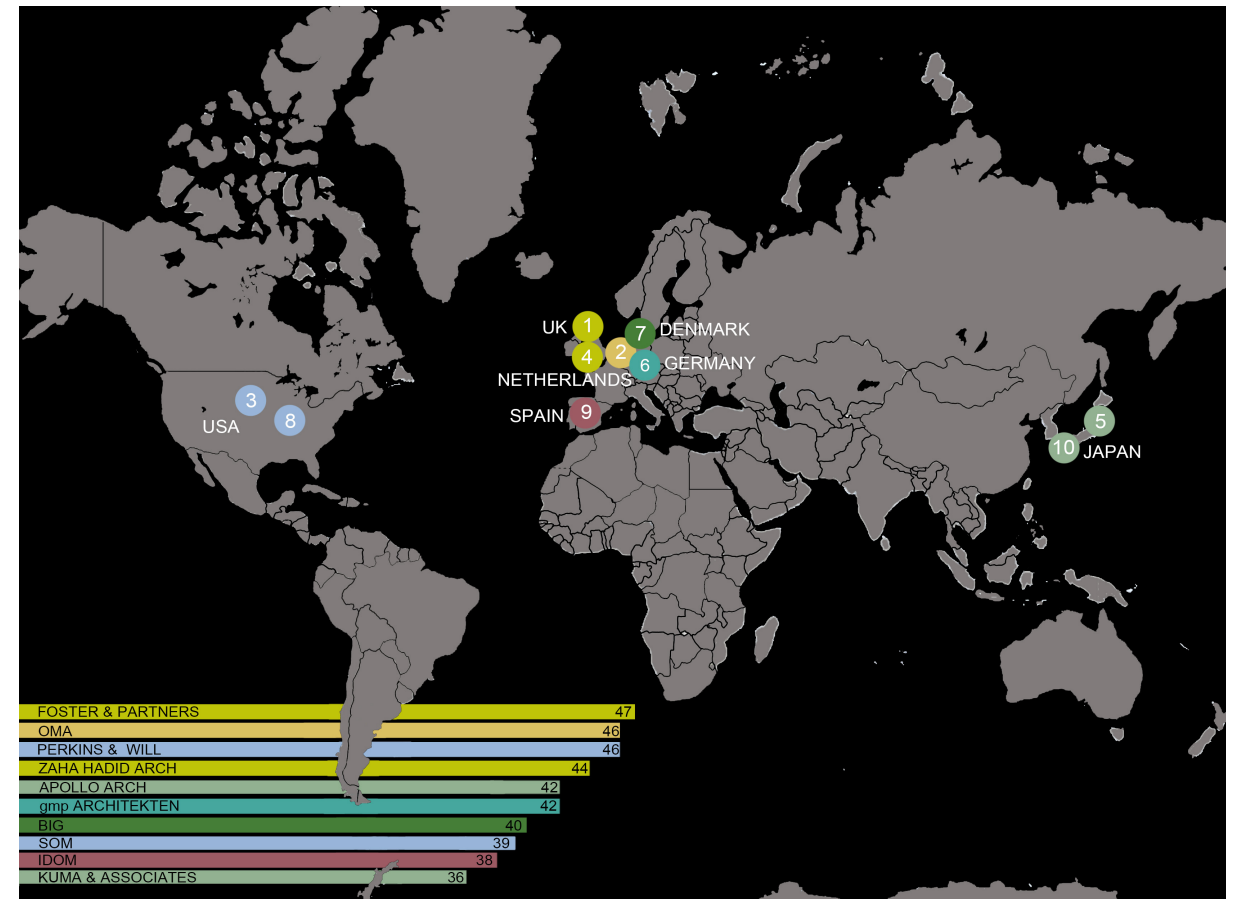 1
UK
7
DENMARK
4
2
6
GERMANY
NETHERLANDS
3
8
USA
SPAIN
9
5
10
JAPAN
FOSTER & PARTNERS 47
OMA 46
PERKINS & WILL 46
ZAHA HADID ARCH 44
APOLLO ARCH 42
gmp ARCHITEKTEN 42
BIG 40
SOM 39
IDOM 38
KUMA & ASSOCIATES 36